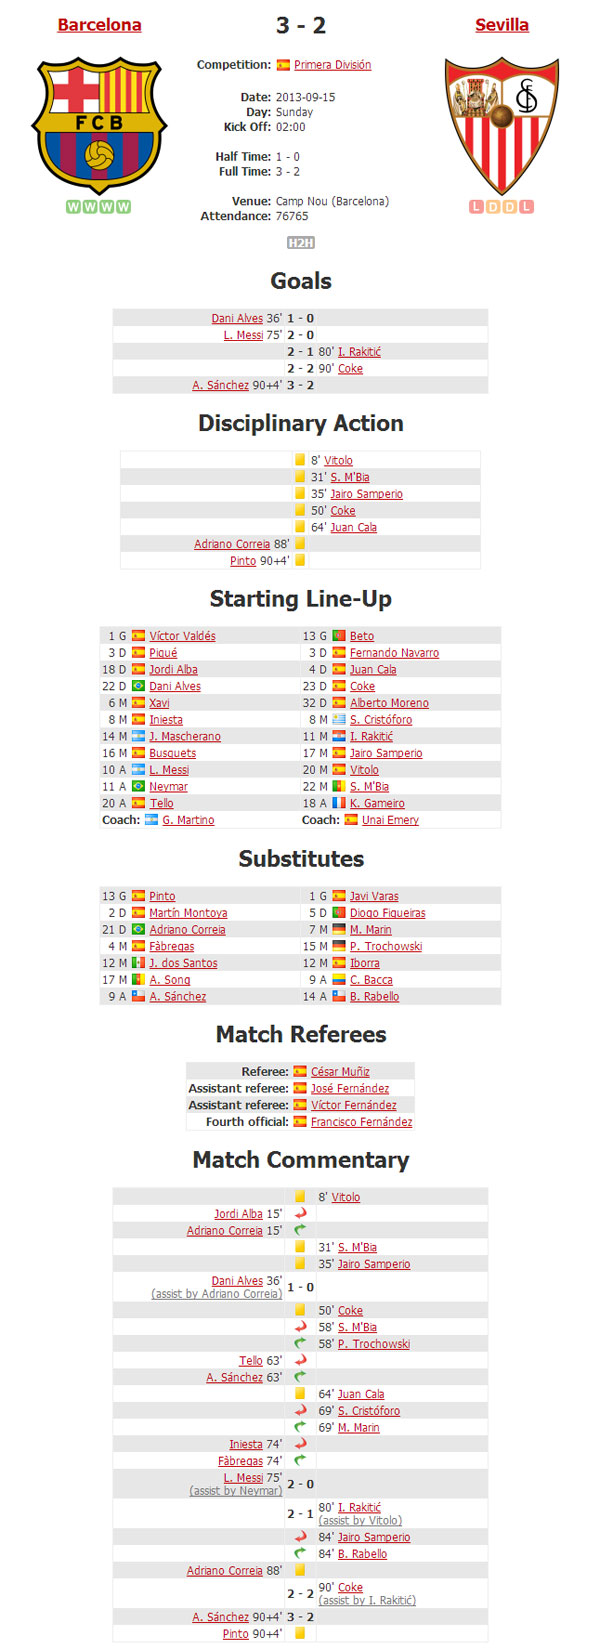 Barcelona 3 - 2 Sevilla
FCB
Competition: Primera División
Date: 2013-09-15
Day: Sunday
Kick Off: 02:00
Half Time: 1 - 0
Full Time: 3 - 2
Venue: Camp Nou (Barcelona)
Attendance: 76765
W W W W
L D D L
H2H
Goals
Dani Alves 36' 1 - 0
L. Messi 75' 2 - 0
2 - 1 80' I. Rakitić
2 - 2 90' Coke
A. Sánchez 90+4' 3 - 2
Disciplinary Action
8' Vitolo
31' S. M'Bia
35' Jairo Samperio
50' Coke
64' Juan Cala
Adriano Correia 88'
Pinto 90+4'
Starting Line-Up
1 G Víctor Valdés 13 G Beto
3 D Piqué 3 D Fernando Navarro
18 D Jordi Alba 4 D Juan Cala
22 D Dani Alves 23 D Coke
6 M Xavi 32 D Alberto Moreno
8 M Iniesta 8 M S. Cristóforo
14 M J. Mascherano 11 M I. Rakitić
16 M Busquets 17 M Jairo Samperio
10 A L. Messi 20 M Vitolo
11 A Neymar 22 M S. M'Bia
20 A Tello 18 A K. Gameiro
Coach: G. Martino Coach: Unai Emery
Substitutes
13 G Pinto 1 G Javi Varas
2 D Martín Montoya 5 D Diogo Figueiras
21 D Adriano Correia 7 M M. Marin
4 M Fàbregas 15 M P. Trochowski
12 M J. dos Santos 12 M Iborra
17 M A. Song 9 A C. Bacca
9 A A. Sánchez 14 A B. Rabello
Match Referees
Referee: César Muñiz
Assistant referee: José Fernández
Assistant referee: Víctor Fernández
Fourth official: Francisco Fernández
Match Commentary
8' Vitolo
Jordi Alba 15'
Adriano Correia 15'
31' S. M'Bia
35' Jairo Samperio
Dani Alves 36' 1 - 0
(assist by Adriano Correia)
50' Coke
58' S. M'Bia
58' P. Trochowski
Tello 63'
A. Sánchez 63'
64' Juan Cala
69' S. Cristóforo
69' M. Marin
Iniesta 74'
Fàbregas 74'
L. Messi 75' 2 - 0
(assist by Neymar)
2 - 1 80' I. Rakitić
(assist by Vitolo)
84' Jairo Samperio
84' B. Rabello
Adriano Correia 88'
2 - 2 90' Coke
(assist by I. Rakitić)
A. Sánchez 90+4' 3 - 2
Pinto 90+4'